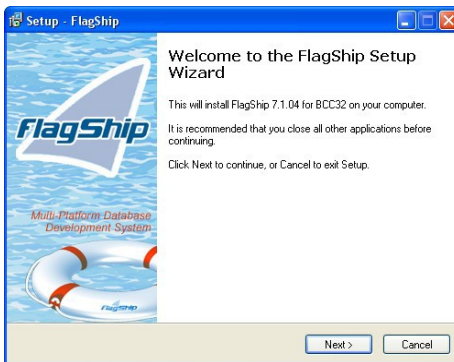 Setup - FlagShip
Welcome to the FlagShip Setup
Wizard
This will install FlagShip 7.1.04 for BCC32 on your computer.
It is recommended that you close all other applications before
continuing.
Click Next to continue, or Cancel to exit Setup.
FlagShip
Multi-Platform Database
Development System
FlagShip
Next >
Cancel